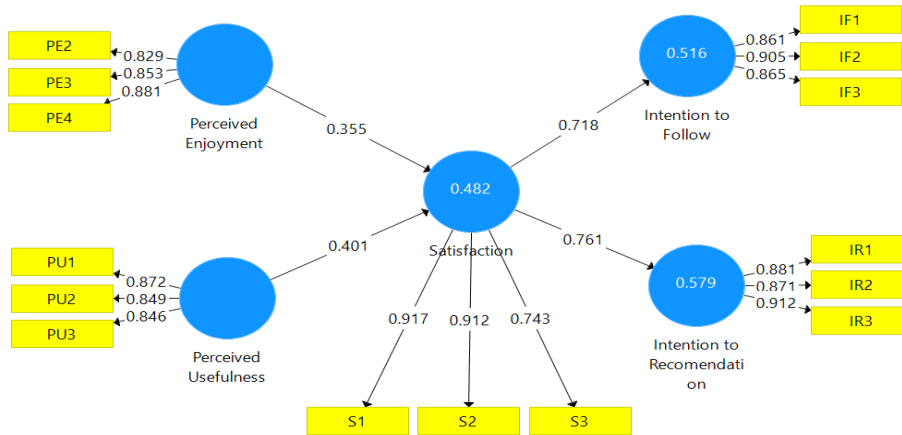 PE2
PE3
PE4
0.829
0.853
0.881
Perceived
Enjoyment
0.355
PU1
PU2
PU3
0.872
0.849
0.846
Perceived
Usefulness
0.401
0.482
Satisfaction
0.917
0.912
0.743
S1
S2
S3
0.718
0.516
Intention to
Follow
0.861
0.905
0.865
IF1
IF2
IF3
0.761
0.579
Intention to
Recomendati
on
0.881
0.871
0.912
IR1
IR2
IR3